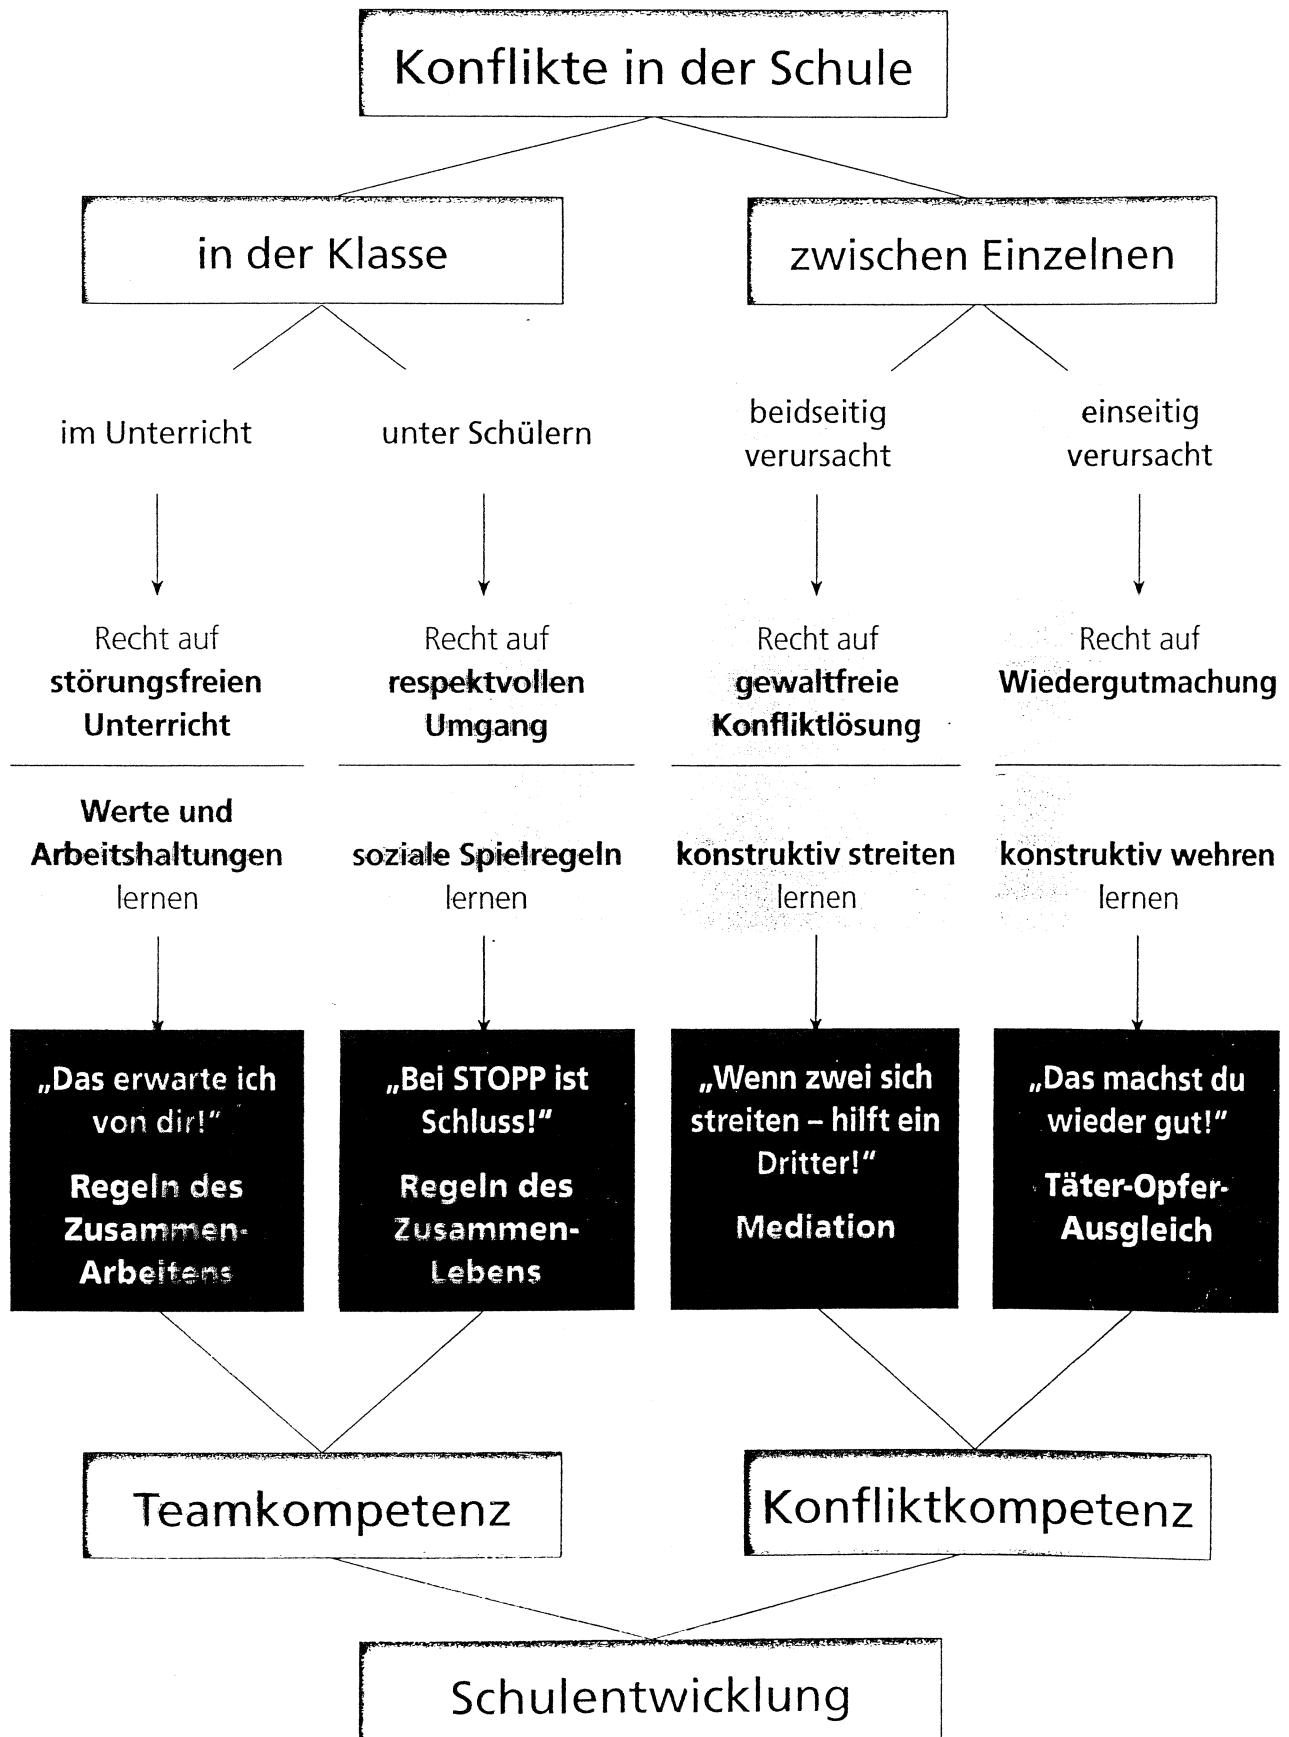 Konflikte in der Schule
in der Klasse
zwischen Einzelnen
im Unterricht
unter Schülern
beidseitig
verursacht
einseitig
verursacht
Recht auf
störungsfreien
Unterricht
Recht auf
respektvollen
Umgang
Recht auf
gewaltfreie
Konfliktlösung
Recht auf
Wiedergutmachung
Werte und
Arbeitshaltungen
lernen
soziale Spielregeln
lernen
konstruktiv streiten
lernen
konstruktiv wehren
lernen
„Das erwarte ich
von dir!“
Regeln des
Zusammen-
Arbeitens
„Bei STOPP ist
Schluss!“
Regeln des
Zusammen-
Lebens
„Wenn zwei sich
streiten – hilft ein
Dritter!“
Mediation
„Das machst du
wieder gut!“
Täter-Opfer-
Ausgleich
Teamkompetenz
Konfliktkompetenz
Schulentwicklung